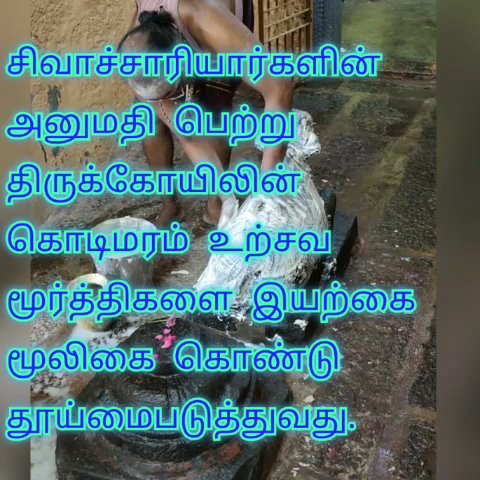 சிவாச்சாரியார்களின்
அனுமதி பெற்று
திருக்கோயிலின்
கொடிமரம் உற்சவ
மூர்த்திகளை இயற்கை
மூலிகை கொண்டு
தூய்மைபடுத்துவது.